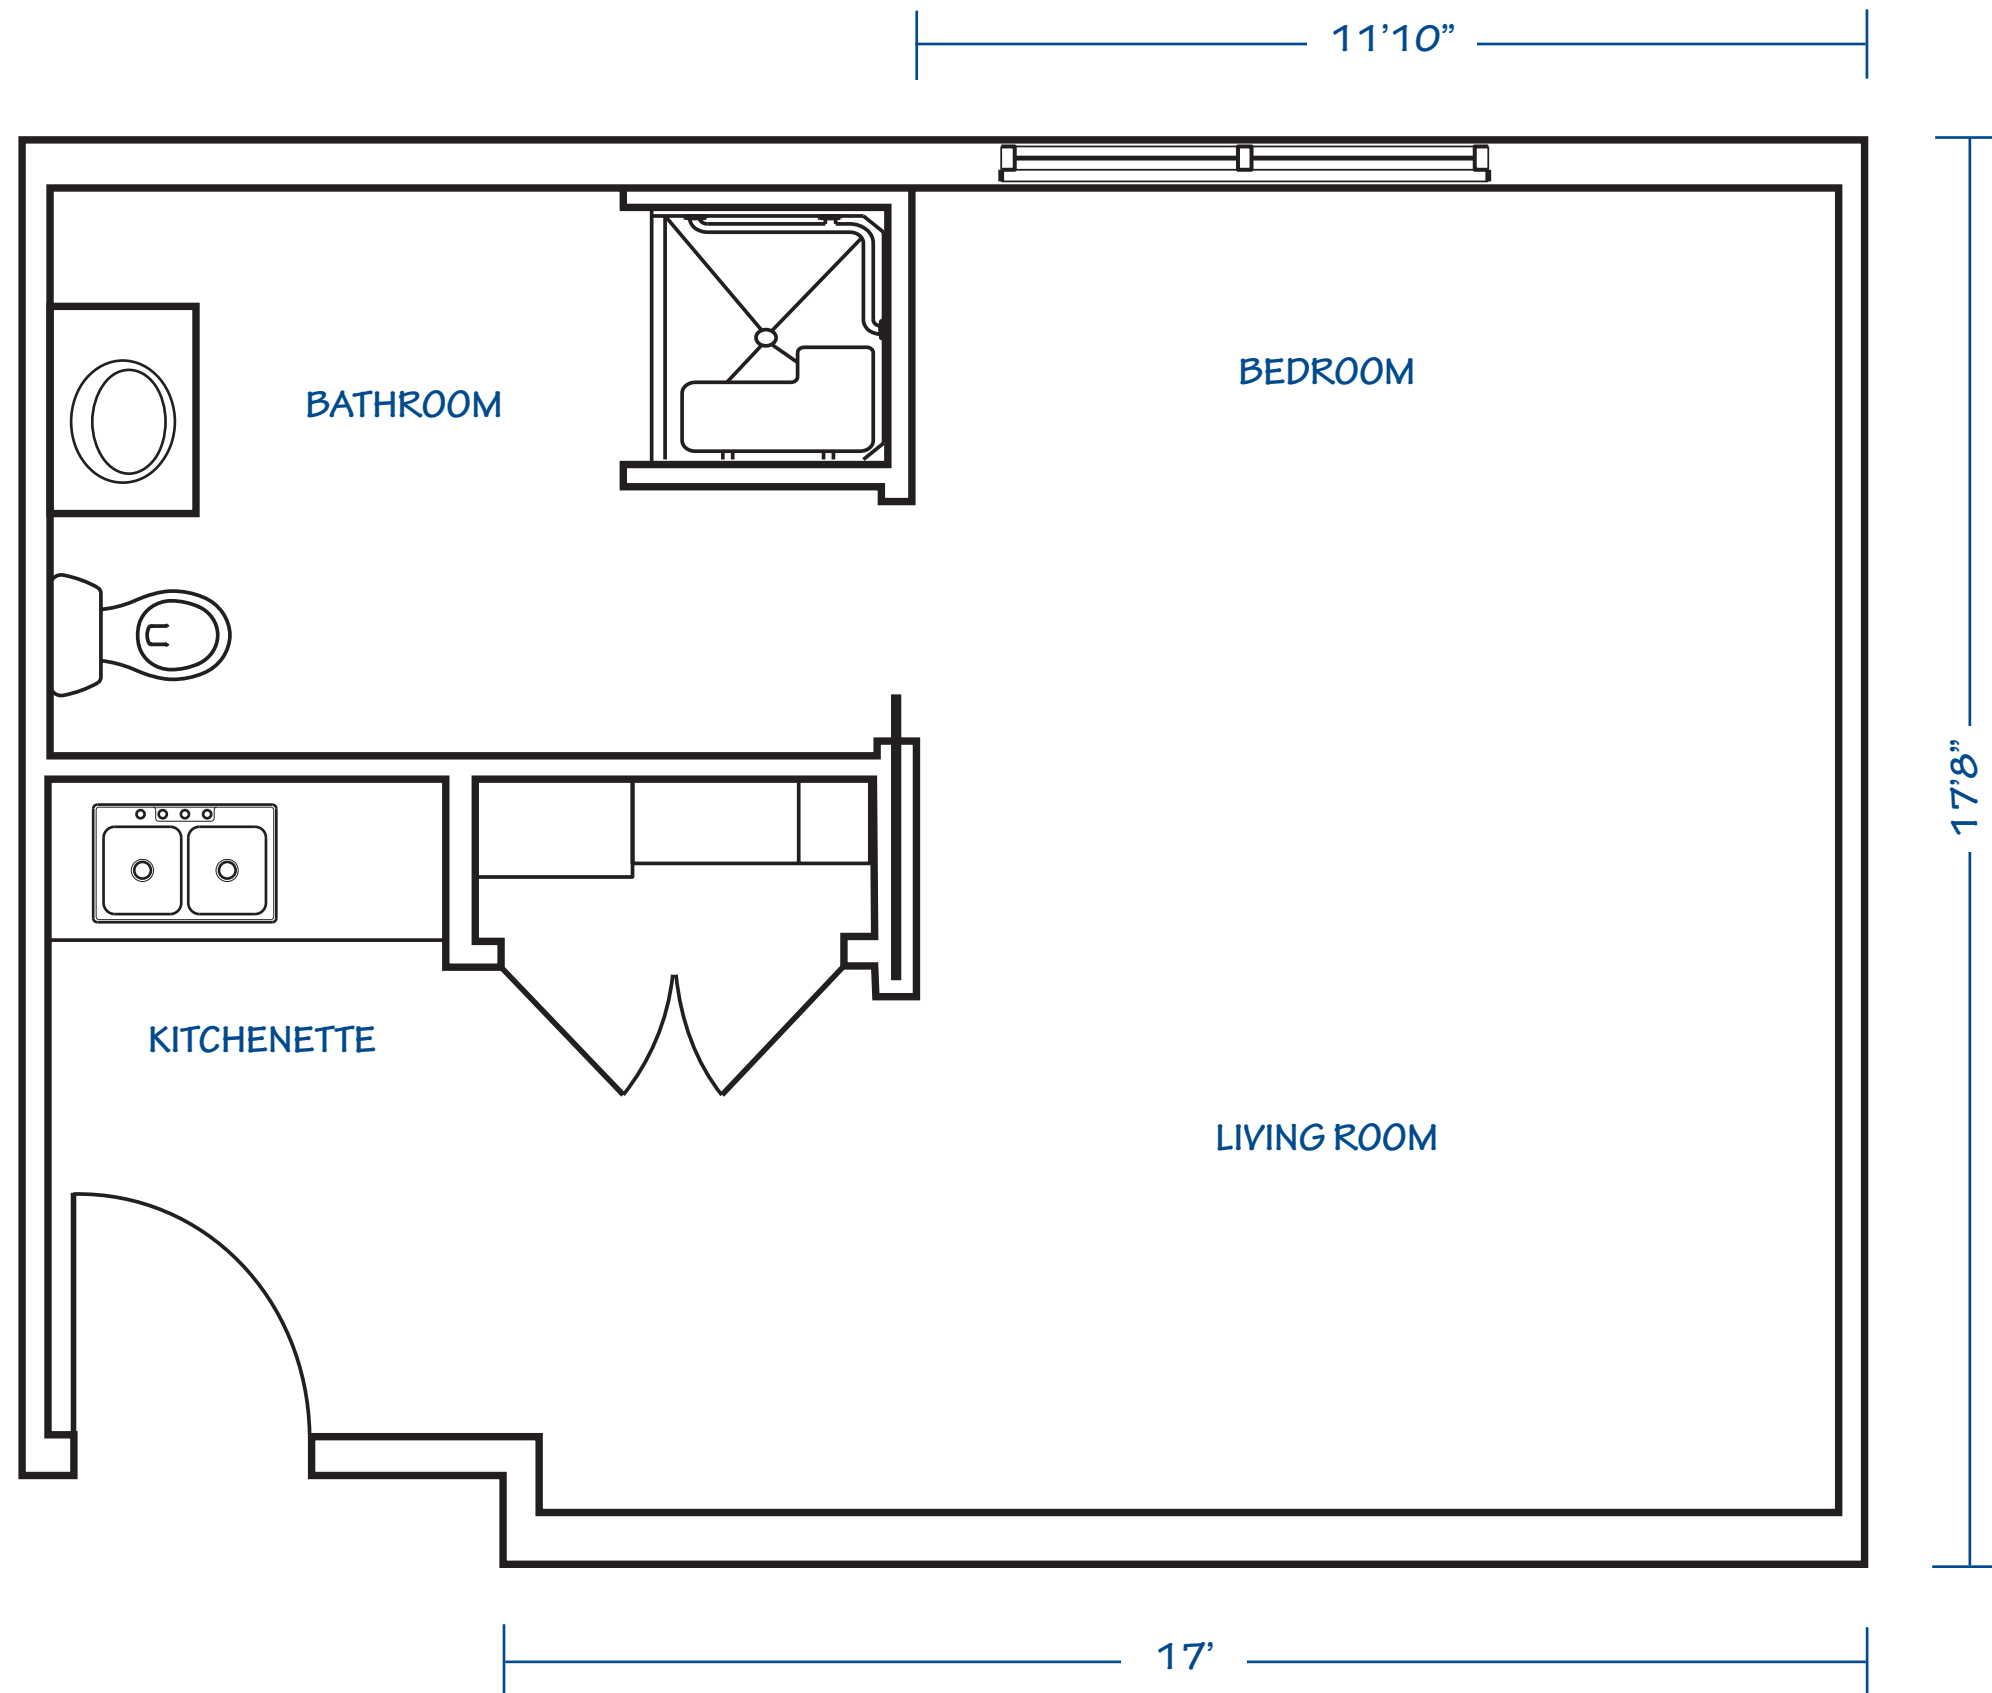 11’10”
BEDROOM
BATHROOM
17’8”
KITCHENETTE
LIVING ROOM
17’